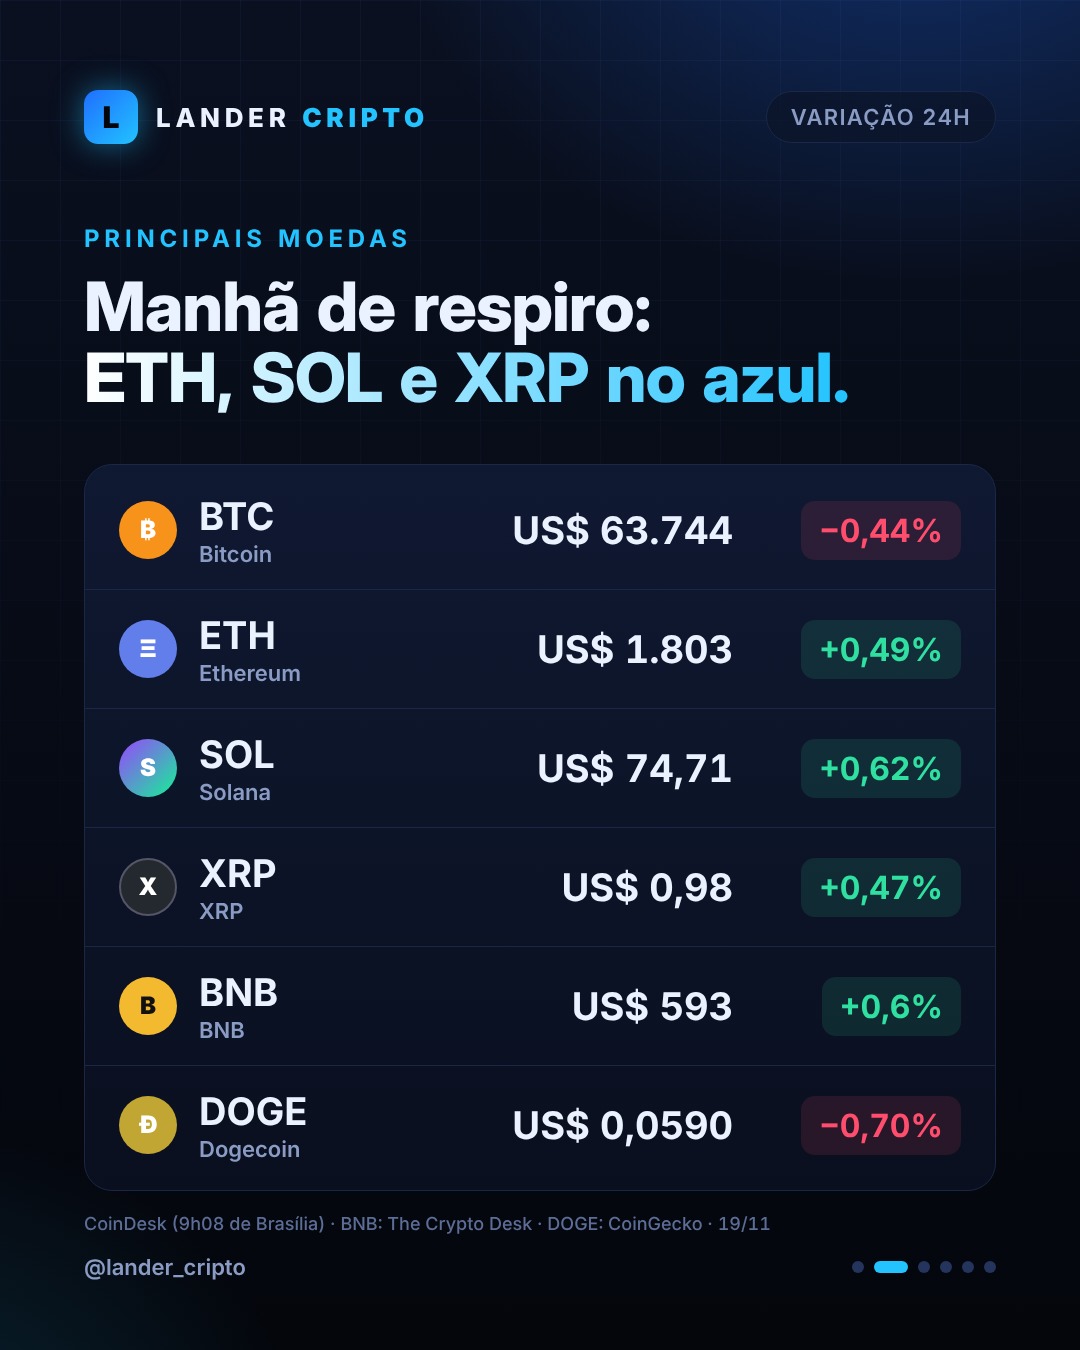 L LANDER CRIPTO
VARIAÇÃO 24H
PRINCIPAIS MOEDAS
Manhã de respiro:
ETH, SOL e XRP no azul.
₿ BTC US$ 63.744 −0,44%
Bitcoin
Ξ ETH US$ 1.803 +0,49%
Ethereum
S SOL US$ 74,71 +0,62%
Solana
X XRP US$ 0,98 +0,47%
XRP
B BNB US$ 593 +0,6%
BNB
Ð DOGE US$ 0,0590 −0,70%
Dogecoin
CoinDesk (9h08 de Brasília) · BNB: The Crypto Desk · DOGE: CoinGecko · 19/11
@lander_cripto